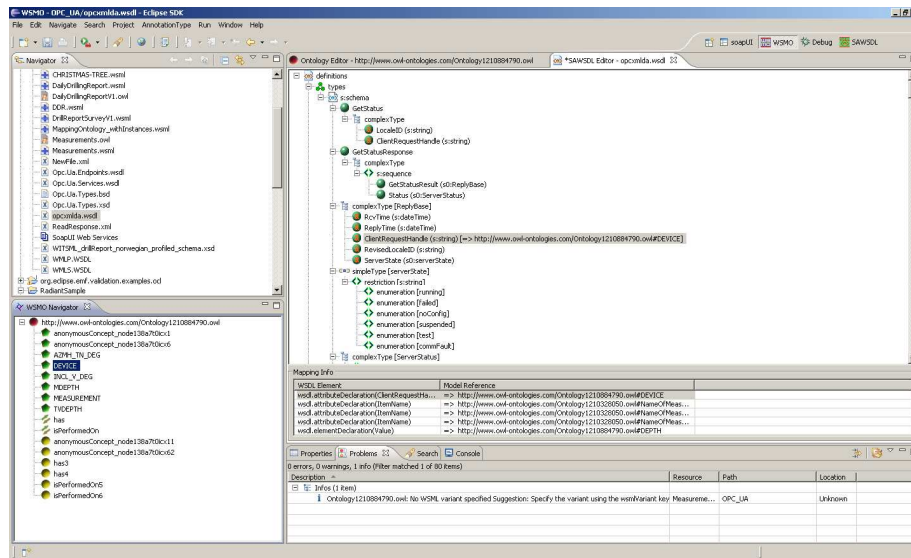 WSMO - OPC_UA/opcxmlda.wsdl - Eclipse SDK
File Edit Navigate Search Project AnnotationType Run Window Help
soapUI WSMO Debug SAWSDL
Navigator
CHRISTMAS-TREE.wsml
DailyDrillingReport.wsml
DailyDrillingReportV1.owl
DDR.wsml
DrillReportSurveyV1.wsml
MappingOntology_withInstances.wsml
Measurements.owl
Measurements.wsml
NewFile.xml
Opc.Ua.Endpoints.wsdl
Opc.Ua.Services.wsdl
Opc.Ua.Types.bsd
Opc.Ua.Types.xsd
opcxmlda.wsdl
ReadResponse.xml
SoapUI Web Services
WITSML_drillReport_norwegian_profiled_schema.xsd
WMLP.WSDL
WMLS.WSDL
org.eclipse.emf.validation.examples.ocl
RadiantSample
WSMO Navigator
http://www.owl-ontologies.com/Ontology1210884790.owl
anonymousConcept_node138a7t0icx1
anonymousConcept_node138a7t0icx6
AZMH_TN_DEG
DEVICE
INCL_V_DEG
MDEPTH
MEASUREMENT
TVDEPTH
has
isPerformedOn
anonymousConcept_node138a7t0icx11
anonymousConcept_node138a7t0icx62
has3
has4
isPerformedOn5
isPerformedOn6
Ontology Editor - http://www.owl-ontologies.com/Ontology1210884790.owl
*SAWSDL Editor - opcxmlda.wsdl
definitions
types
s:schema
GetStatus
complexType
LocaleID (s:string)
ClientRequestHandle (s:string)
GetStatusResponse
complexType
s:sequence
GetStatusResult (s0:ReplyBase)
Status (s0:ServerStatus)
complexType [ReplyBase]
RcvTime (s:dateTime)
ReplyTime (s:dateTime)
ClientRequestHandle (s:string) [=> http://www.owl-ontologies.com/Ontology1210884790.owl#DEVICE]
RevisedLocaleID (s:string)
ServerState (s0:serverState)
simpleType [serverState]
restriction [s:string]
enumeration [running]
enumeration [failed]
enumeration [noConfig]
enumeration [suspended]
enumeration [test]
enumeration [commFault]
complexType [ServerStatus]
Mapping Info
WSDL Element Model Reference
wsdl.attributeDeclaration(ClientRequestHa... => http://www.owl-ontologies.com/Ontology1210884790.owl#DEVICE
wsdl.attributeDeclaration(ItemName) => http://www.owl-ontologies.com/Ontology1210328050.owl#NameOfMeas...
wsdl.attributeDeclaration(ItemName) => http://www.owl-ontologies.com/Ontology1210328050.owl#NameOfMeas...
wsdl.attributeDeclaration(ItemName) => http://www.owl-ontologies.com/Ontology1210328050.owl#NameOfMeas...
wsdl.elementDeclaration(Value) => http://www.owl-ontologies.com/Ontology1210884790.owl#DEPTH
Properties Problems Search Console
0 errors, 0 warnings, 1 info (Filter matched 1 of 80 items)
Description Resource Path Location
Infos (1 item)
Ontology1210884790.owl: No WSML variant specified Suggestion: Specify the variant using the wsmlVariant key Measureme... OPC_UA Unknown